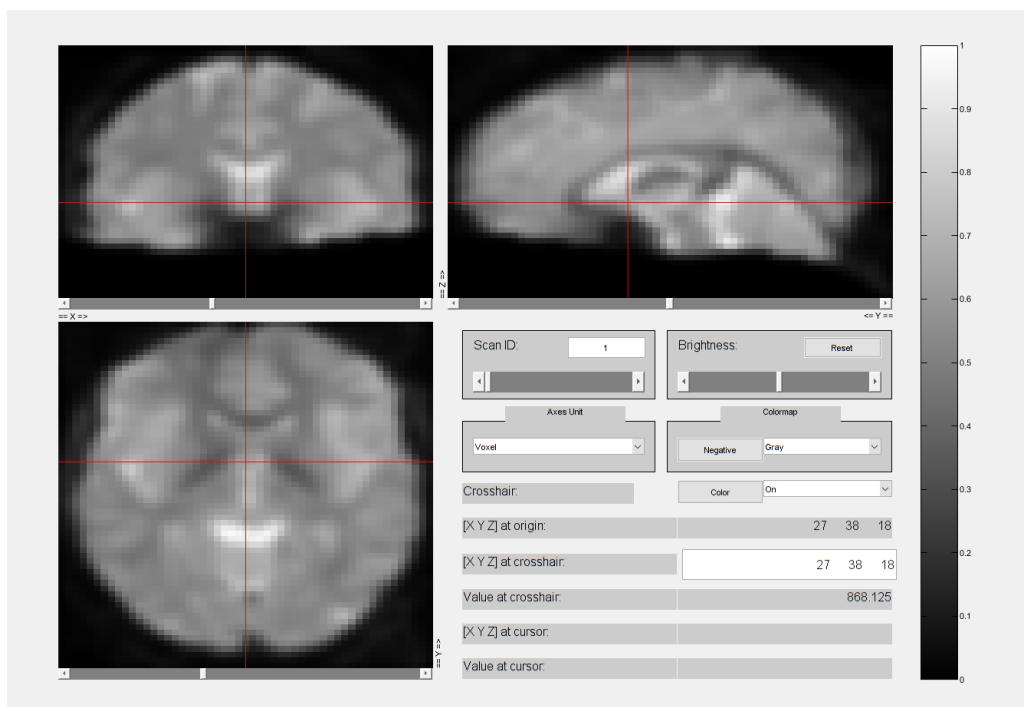 1
0.9
0.8
0.7
0.6
0.5
0.4
0.3
0.2
0.1
0
== X =>
== Z =>
<= Y ==
== Y =>
Scan ID: 1
Brightness: Reset
Axes Unit
Voxel
Colormap
Negative Gray
Crosshair: Color On
[X Y Z] at origin: 27 38 18
[X Y Z] at crosshair: 27 38 18
Value at crosshair: 868.125
[X Y Z] at cursor:
Value at cursor: